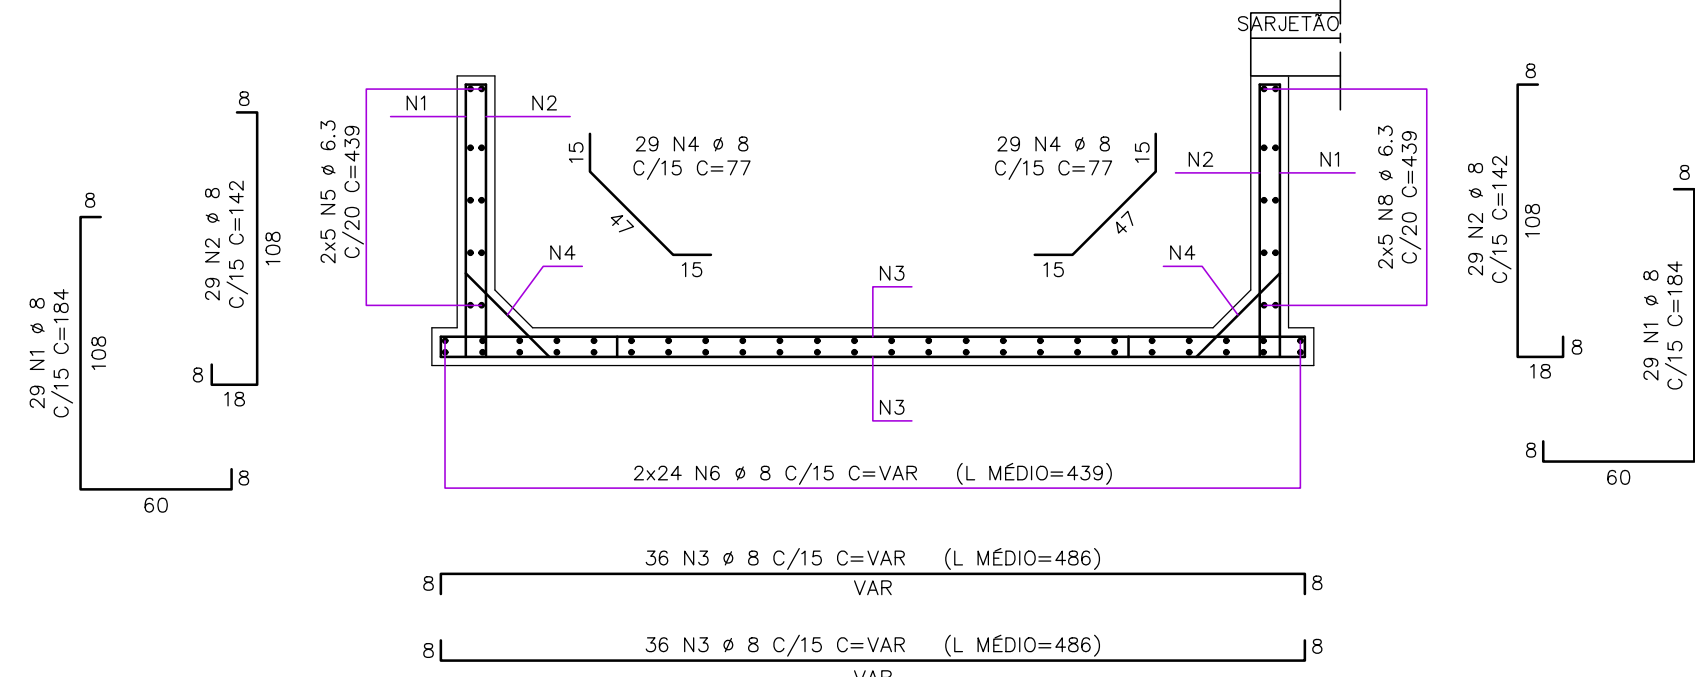 SARJETÃO
8
8
N1
N2
N2
N1
2x5 N5 ø 6.3
C/20 C=439
15
29 N4 ø 8
C/15 C=77
47
15
29 N4 ø 8
C/15 C=77
15
47
15
2x5 N8 ø 6.3
C/20 C=439
8
29 N1 ø 8
C/15 C=184
108
8
60
29 N2 ø 8
C/15 C=142
108
8
18
29 N2 ø 8
C/15 C=142
108
8
18
8
29 N1 ø 8
C/15 C=184
8
60
N4
N4
N3
N3
2x24 N6 ø 8 C/15 C=VAR (L MÉDIO=439)
36 N3 ø 8 C/15 C=VAR (L MÉDIO=486)
8
VAR
8
36 N3 ø 8 C/15 C=VAR (L MÉDIO=486)
8
8
VAR